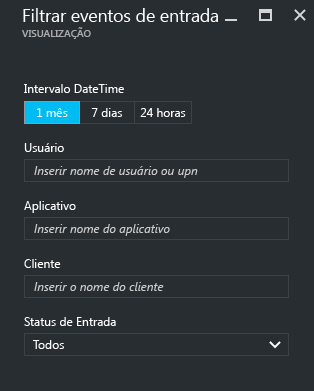 Filtrar eventos de entrada
VISUALIZAÇÃO
Intervalo DateTime
1 mês 7 dias 24 horas
Usuário
Inserir nome de usuário ou upn
Aplicativo
Inserir nome do aplicativo
Cliente
Inserir o nome do cliente
Status de Entrada
Todos